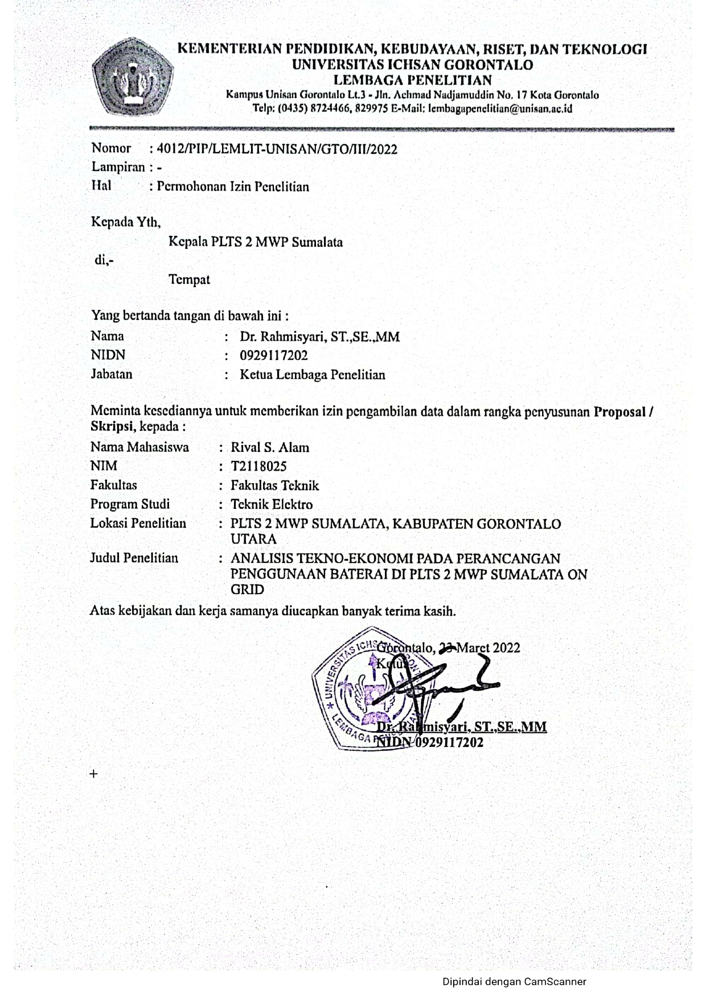 KEMENTERIAN PENDIDIKAN, KEBUDAYAAN, RISET, DAN TEKNOLOGI
UNIVERSITAS ICHSAN GORONTALO
LEMBAGA PENELITIAN
Kampus Unisan Gorontalo Lt.3 - Jln. Achmad Nadjamuddin No. 17 Kota Gorontalo
Telp: (0435) 8724466, 829975 E-Mail: lembagapenelitian@unisan.ac.id
Nomor : 4012/PIP/LEMLIT-UNISAN/GTO/III/2022
Lampiran : -
Hal : Permohonan Izin Penelitian
Kepada Yth,
Kepala PLTS 2 MWP Sumalata
di,-
Tempat
Yang bertanda tangan di bawah ini :
Nama : Dr. Rahmisyari, ST.,SE.,MM
NIDN : 0929117202
Jabatan : Ketua Lembaga Penelitian
Meminta kesediannya untuk memberikan izin pengambilan data dalam rangka penyusunan Proposal /
Skripsi, kepada :
Nama Mahasiswa : Rival S. Alam
NIM : T2118025
Fakultas : Fakultas Teknik
Program Studi : Teknik Elektro
Lokasi Penelitian : PLTS 2 MWP SUMALATA, KABUPATEN GORONTALO
UTARA
Judul Penelitian : ANALISIS TEKNO-EKONOMI PADA PERANCANGAN
PENGGUNAAN BATERAI DI PLTS 2 MWP SUMALATA ON
GRID
Atas kebijakan dan kerja samanya diucapkan banyak terima kasih.
Gorontalo, Maret 2022
Ketua
UNIVERSITAS ICHSAN GORONTALO
LEMBAGA PENELITIAN
Dr. Rahmisyari, ST.,SE.,MM
NIDN 0929117202
+
Dipindai dengan CamScanner